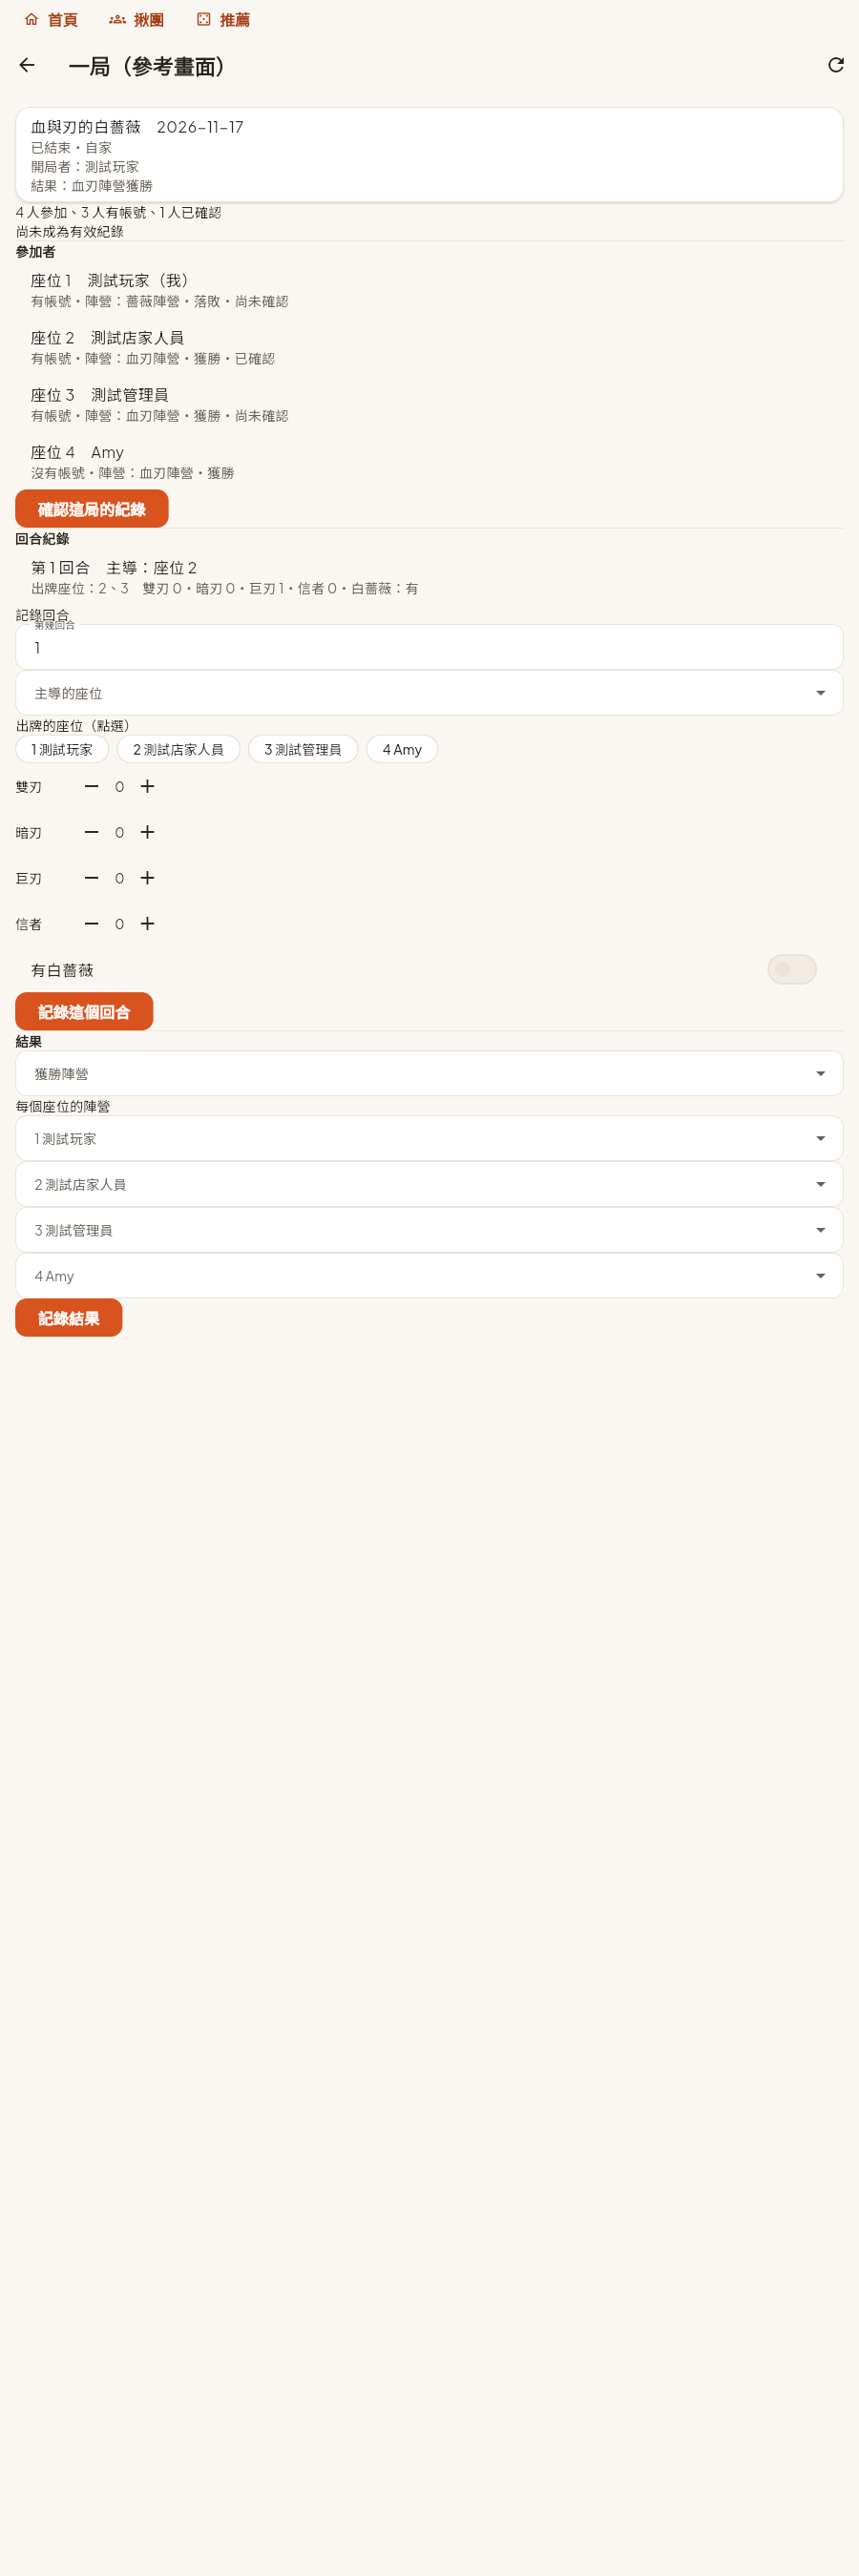 首頁 揪團 推薦
一局（參考畫面）
血與刃的白薔薇　2026-11-17
已結束・自家
開局者：測試玩家
結果：血刃陣營獲勝
4 人參加、3 人有帳號、1 人已確認
尚未成為有效紀錄
參加者
座位 1　測試玩家（我）
有帳號・陣營：薔薇陣營・落敗・尚未確認
座位 2　測試店家人員
有帳號・陣營：血刃陣營・獲勝・已確認
座位 3　測試管理員
有帳號・陣營：血刃陣營・獲勝・尚未確認
座位 4　Amy
沒有帳號・陣營：血刃陣營・獲勝
確認這局的紀錄
回合紀錄
第 1 回合　主導：座位 2
出牌座位：2、3　雙刃 0・暗刃 0・巨刃 1・信者 0・白薔薇：有
記錄回合
第幾回合
1
主導的座位
出牌的座位（點選）
1 測試玩家 2 測試店家人員 3 測試管理員 4 Amy
雙刃 0
暗刃 0
巨刃 0
信者 0
有白薔薇
記錄這個回合
結果
獲勝陣營
每個座位的陣營
1 測試玩家
2 測試店家人員
3 測試管理員
4 Amy
記錄結果